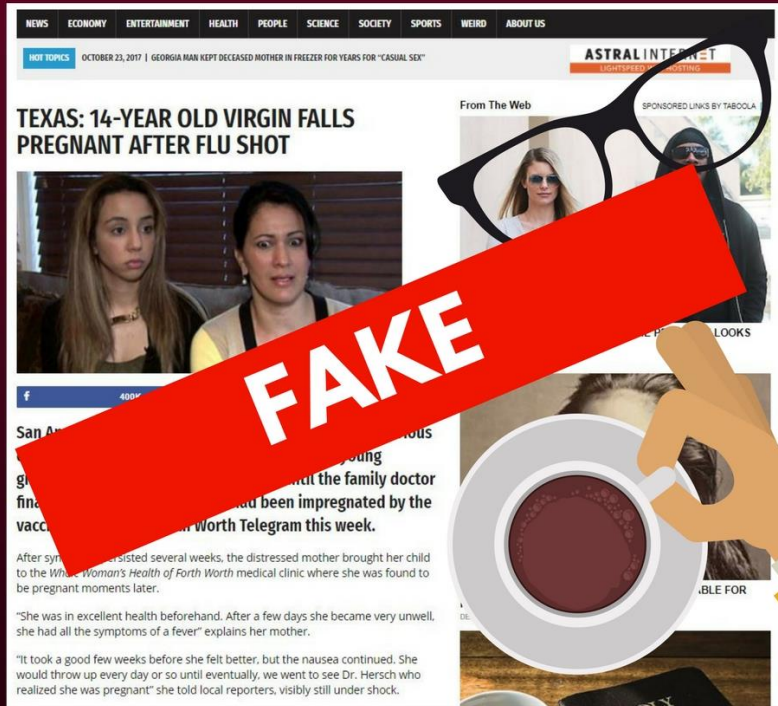 NEWS ECONOMY ENTERTAINMENT HEALTH PEOPLE SCIENCE SOCIETY SPORTS WEIRD ABOUT US
HOT TOPICS OCTOBER 23, 2017 | GEORGIA MAN KEPT DECEASED MOTHER IN FREEZER FOR YEARS FOR "CASUAL SEX"
ASTRAL INTERNET
LIGHTSPEED HOSTING
TEXAS: 14-YEAR OLD VIRGIN FALLS
PREGNANT AFTER FLU SHOT
From The Web
SPONSORED LINKS BY TABOOLA
LOOKS
FAKE
f 400K
San
until the family doctor
had been impregnated by the
Worth Telegram this week.
After persisted several weeks, the distressed mother brought her child
to the Whole Woman's Health of Forth Worth medical clinic where she was found to
be pregnant moments later.
"She was in excellent health beforehand. After a few days she became very unwell,
she had all the symptoms of a fever" explains her mother.
"It took a good few weeks before she felt better, but the nausea continued. She
would throw up every day or so until eventually, we went to see Dr. Hersch who
realized she was pregnant" she told local reporters, visibly still under shock.
FOR